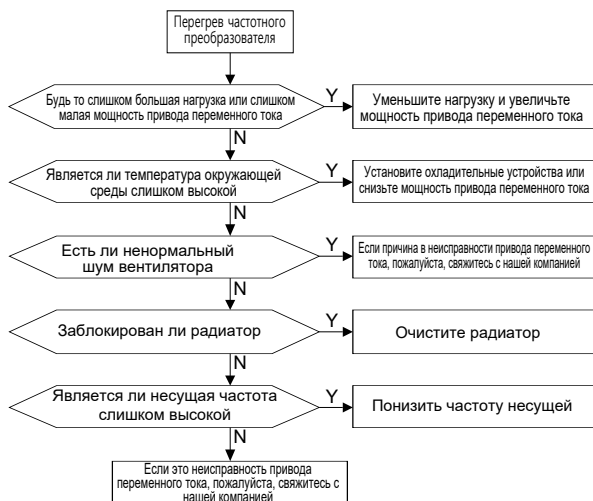 Перегрев частотного
преобразователя
Будь то слишком большая нагрузка или слишком
малая мощность привода переменного тока
Y
Уменьшите нагрузку и увеличьте
мощность привода переменного тока
N
Является ли температура окружающей
среды слишком высокой
Y
Установите охладительные устройства или
снизьте мощность привода переменного тока
N
Есть ли ненормальный
шум вентилятора
Y
Если причина в неисправности привода переменного
тока, пожалуйста, свяжитесь с нашей компанией
N
Заблокирован ли радиатор
Y
Очистите радиатор
N
Является ли несущая частота
слишком высокой
Y
Понизить частоту несущей
N
Если это неисправность привода
переменного тока, пожалуйста, свяжитесь с
нашей компанией